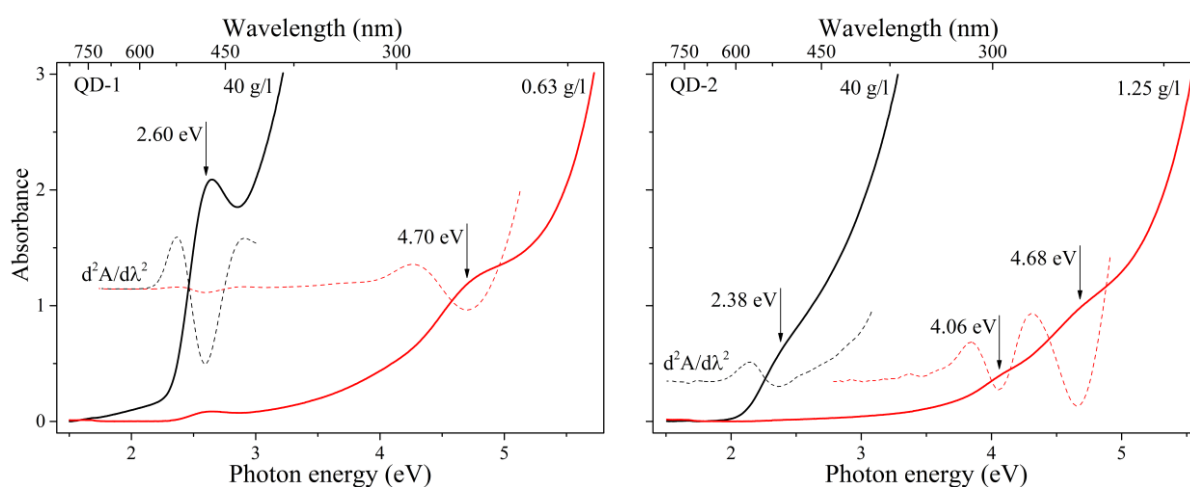 Wavelength (nm)
750 600 450 300
3
QD-1
40 g/l
0.63 g/l
2.60 eV
2
4.70 eV
d²A/dλ²
1
0
Absorbance
2 3 4 5
Photon energy (eV)
Wavelength (nm)
750 600 450 300
QD-2
40 g/l
1.25 g/l
4.68 eV
2.38 eV
4.06 eV
d²A/dλ²
2 3 4 5
Photon energy (eV)